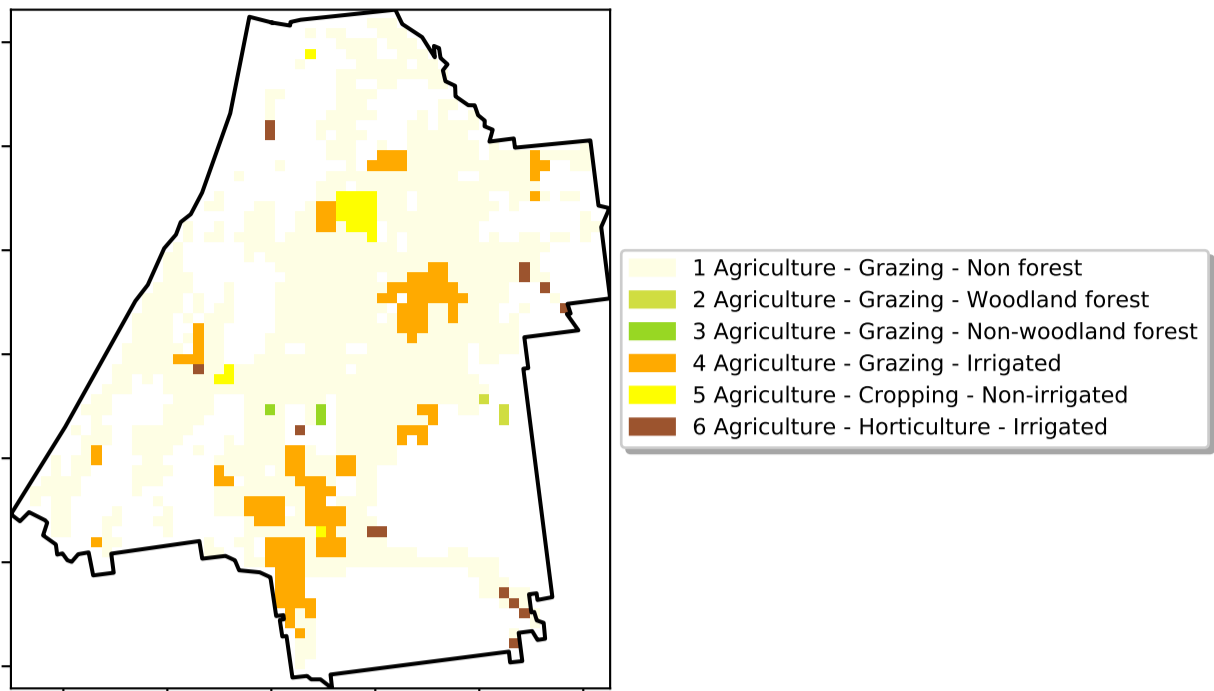 1 Agriculture - Grazing - Non forest
2 Agriculture - Grazing - Woodland forest
3 Agriculture - Grazing - Non-woodland forest
4 Agriculture - Grazing - Irrigated
5 Agriculture - Cropping - Non-irrigated
6 Agriculture - Horticulture - Irrigated